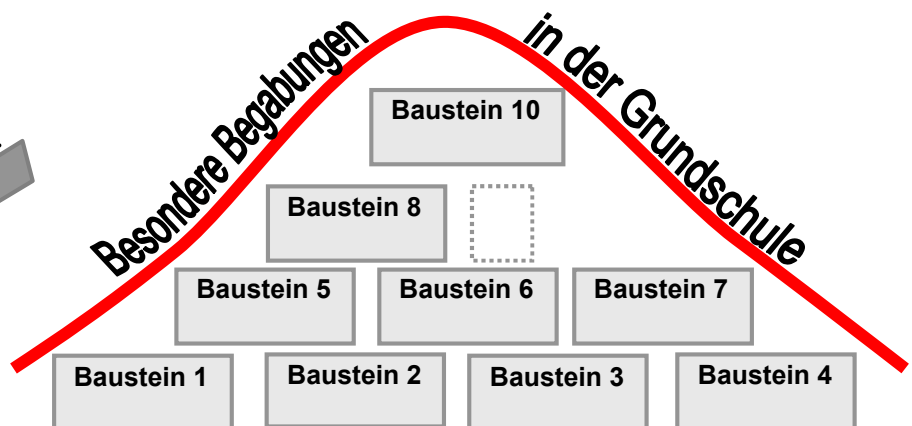 Besondere Begabungen in der Grundschule
Baustein 10
Baustein 8
Baustein 5 Baustein 6 Baustein 7
Baustein 1 Baustein 2 Baustein 3 Baustein 4